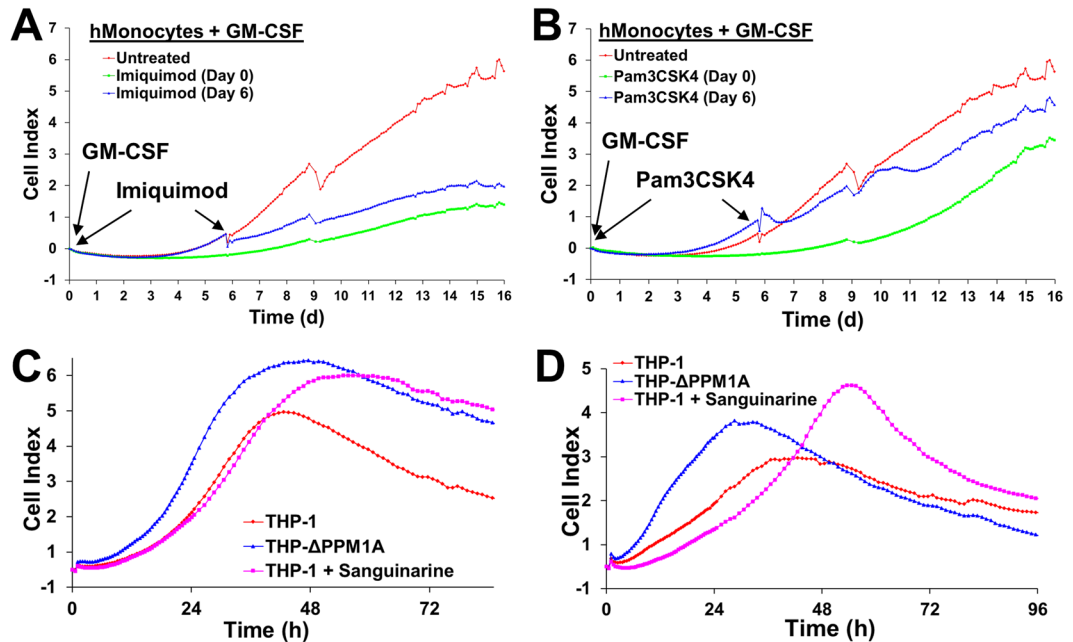 A
hMonocytes + GM-CSF
Untreated
Imiquimod (Day 0)
Imiquimod (Day 6)
GM-CSF
Imiquimod
Cell Index
7
6
5
4
3
2
1
0
-1
0 1 2 3 4 5 6 7 8 9 10 11 12 13 14 15 16
Time (d)
B
hMonocytes + GM-CSF
Untreated
Pam3CSK4 (Day 0)
Pam3CSK4 (Day 6)
GM-CSF
Pam3CSK4
Cell Index
7
6
5
4
3
2
1
0
-1
0 1 2 3 4 5 6 7 8 9 10 11 12 13 14 15 16
Time (d)
C
Cell Index
6
5
4
3
2
1
-1
THP-1
THP-ΔPPM1A
THP-1 + Sanguinarine
0 24 48 72
Time (h)
D
THP-1
THP-ΔPPM1A
THP-1 + Sanguinarine
Cell Index
5
4
3
2
1
-1
0 24 48 72 96
Time (h)